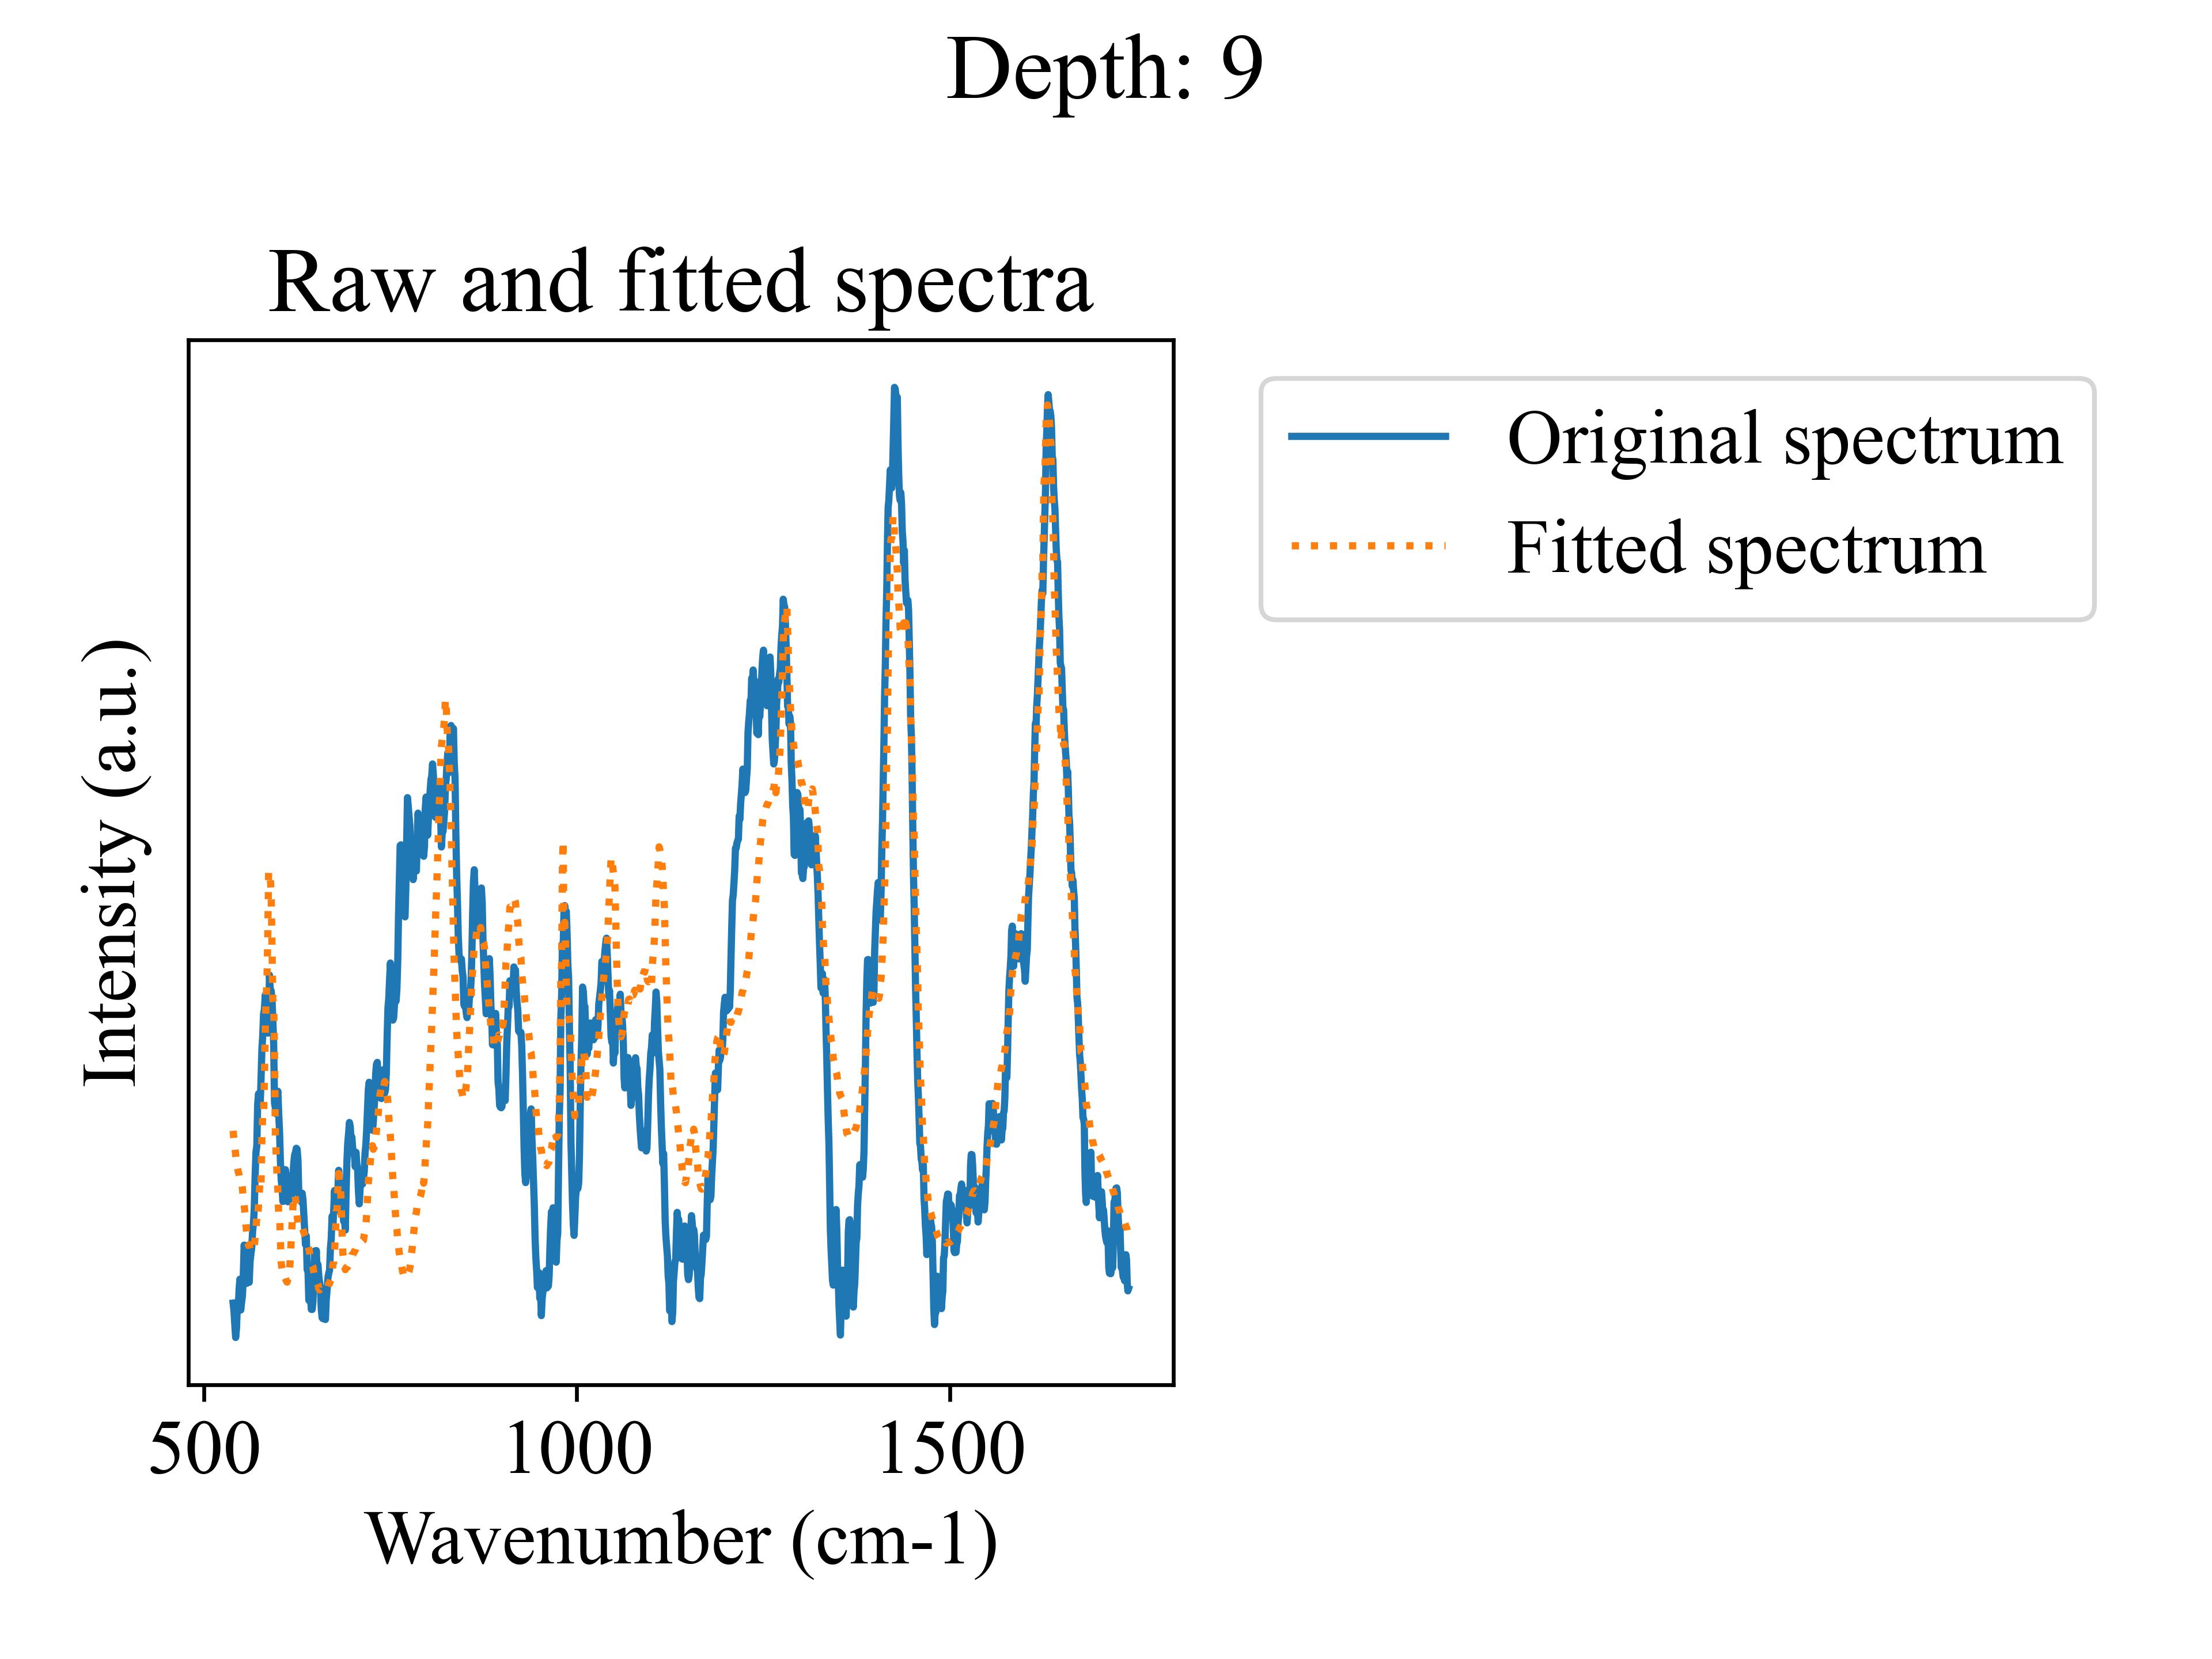 Depth: 9
Raw and fitted spectra
Original spectrum
Fitted spectrum
Intensity (a.u.)
500 1000 1500
Wavenumber (cm-1)